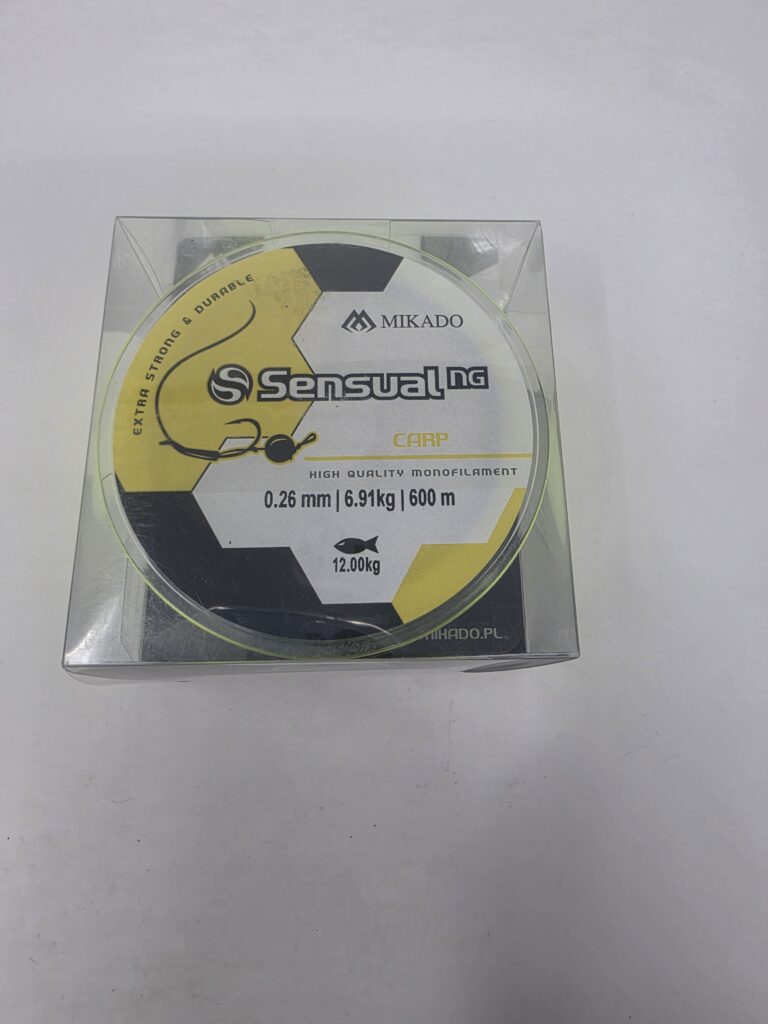 EXTRA STRONG & DURABLE
MIKADO
Sensual NG
CARP
HIGH QUALITY MONOFILAMENT
0.26 mm | 6.91kg | 600 m
12.00kg
MIKADO.PL